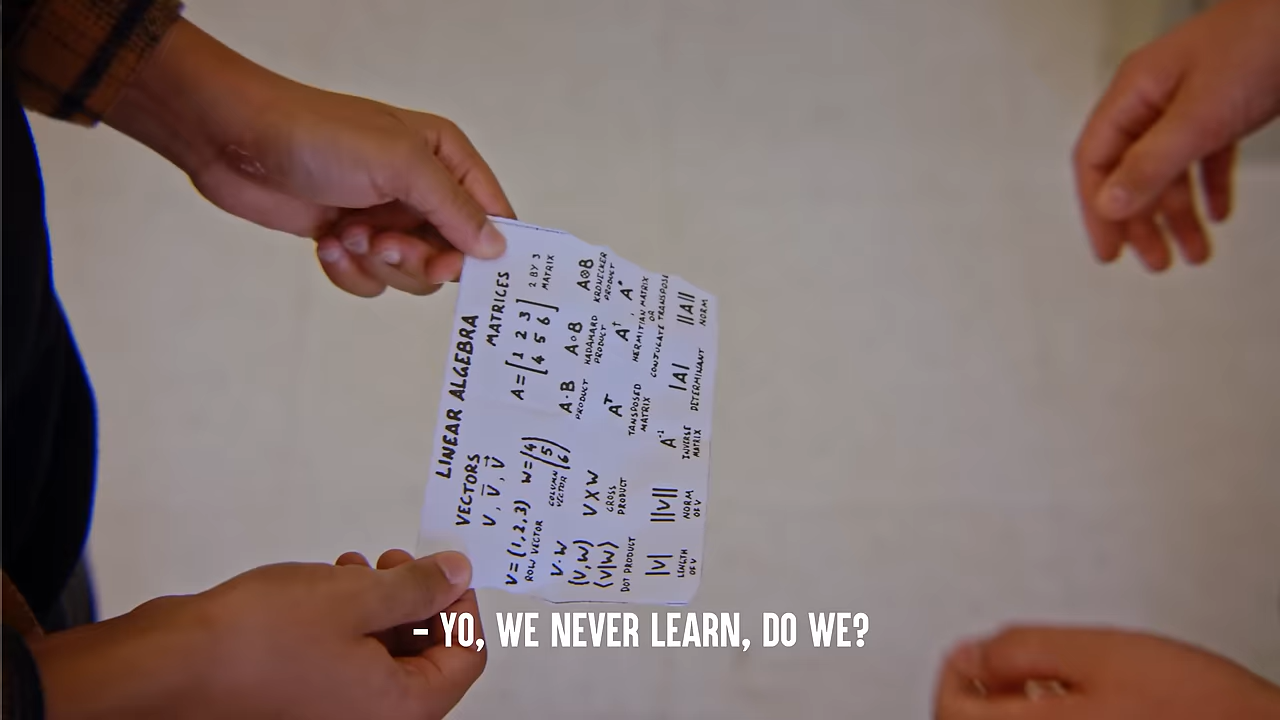 LINEAR ALGEBRA
VECTORS
V, V̅, V⃗
V=(1,2,3)
ROW VECTOR
W=(4 5 6)
COLUMN
VECTOR
V·W
(V,W)
⟨V|W⟩
DOT PRODUCT
V X W
CROSS
PRODUCT
|V|
LENGTH
OF V
||V||
NORM
OF V
MATRICES
A=[1 2 3
4 5 6]
2 BY 3
MATRIX
A·B
PRODUCT
A∘B
HADAMARD
PRODUCT
A⊗B
KRONECKER
PRODUCT
Aᵀ
TANSPOSED
MATRIX
A†, A*
HERMITIAN MATRIX
OR
CONJUGATE TRANSPOSE
A⁻¹
INVERSE
MATRIX
|A|
DETERMINANT
||A||
NORM
- YO, WE NEVER LEARN, DO WE?